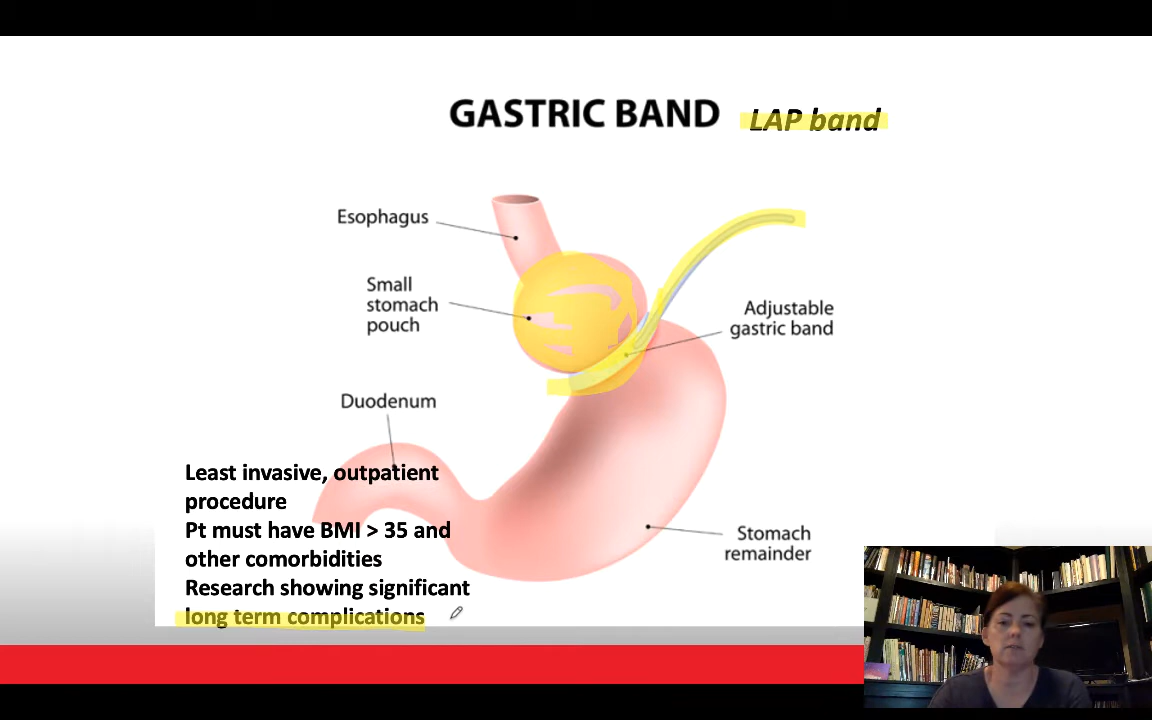 GASTRIC BAND LAP band
Esophagus
Small
stomach
pouch
Adjustable
gastric band
Duodenum
Least invasive, outpatient
procedure
Pt must have BMI > 35 and
other comorbidities
Research showing significant
long term complications
Stomach
remainder